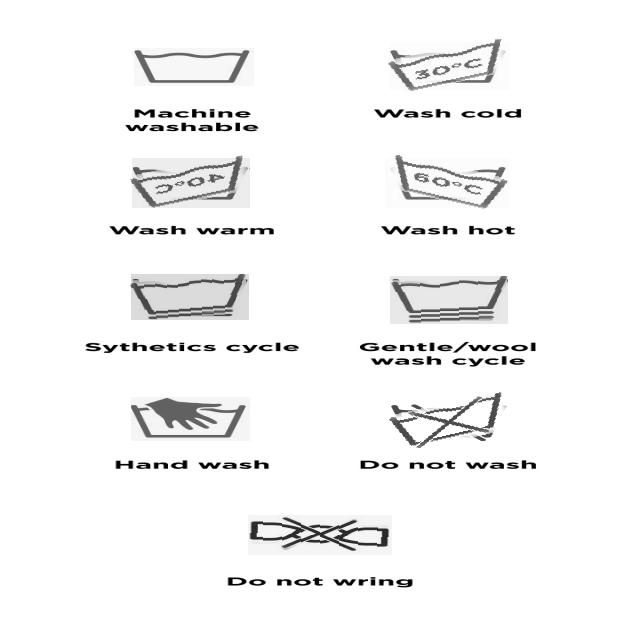 30°C
Machine
washable
Wash cold
40°C
60°C
Wash warm
Wash hot
Sythetics cycle
Gentle/wool
wash cycle
Hand wash
Do not wash
Do not wring